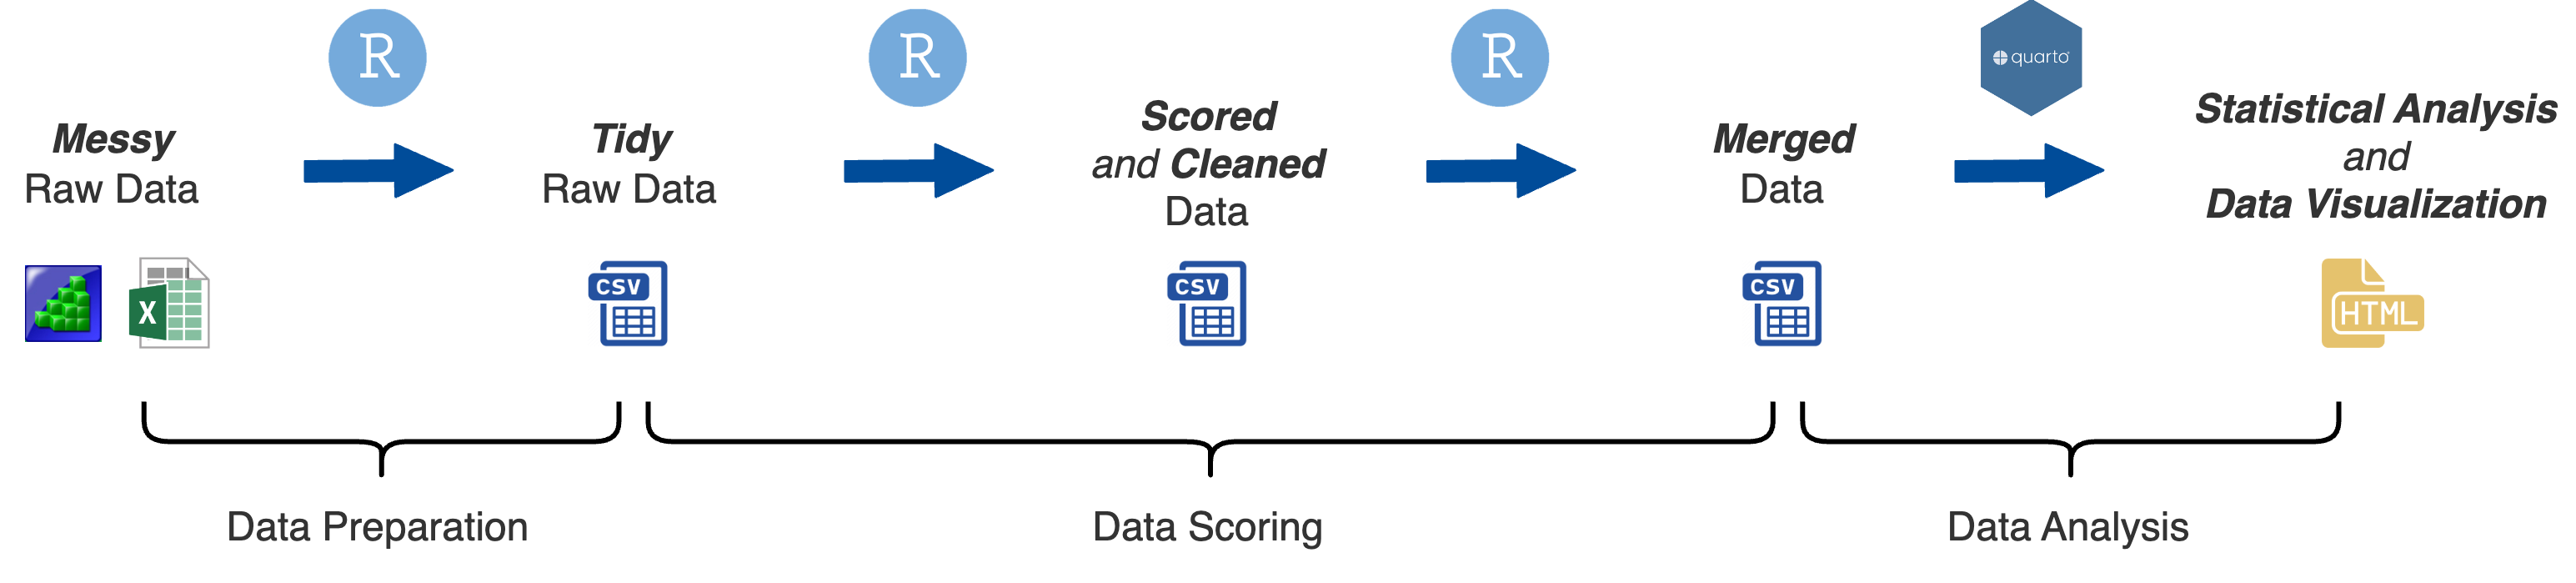 R
R
R
quarto
Messy
Raw Data
Tidy
Raw Data
Scored
and Cleaned
Data
Merged
Data
Statistical Analysis
and
Data Visualization
X
CSV
CSV
CSV
HTML
Data Preparation
Data Scoring
Data Analysis